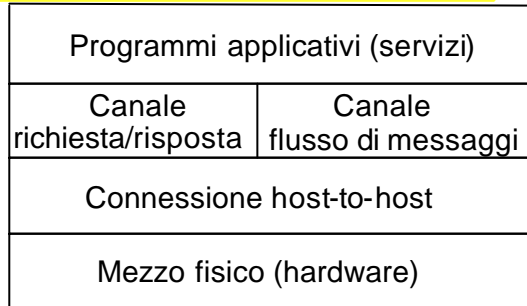 Programmi applicativi (servizi)
Canale
richiesta/risposta
Canale
flusso di messaggi
Connessione host-to-host
Mezzo fisico (hardware)